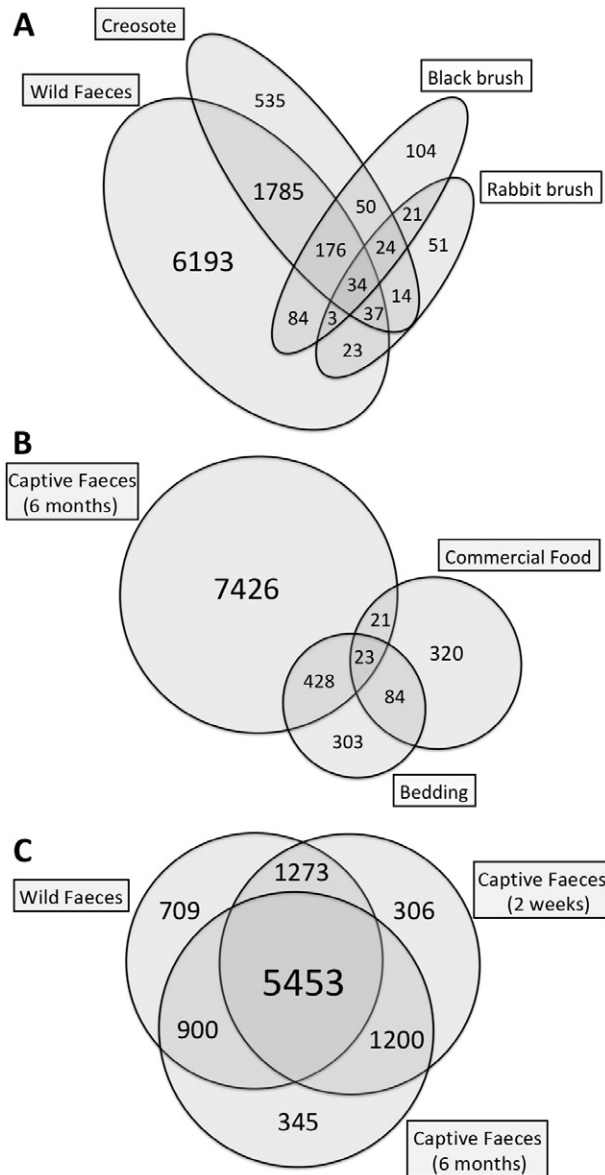 A
Creosote
Wild Faeces
Black brush
Rabbit brush
535
104
1785
50
21
176
24
51
6193
34
14
84
3
37
23
B
Captive Faeces
(6 months)
Commercial Food
7426
21
23
320
428
84
303
Bedding
C
Wild Faeces
1273
Captive Faeces
(2 weeks)
709
306
5453
900
1200
345
Captive Faeces
(6 months)